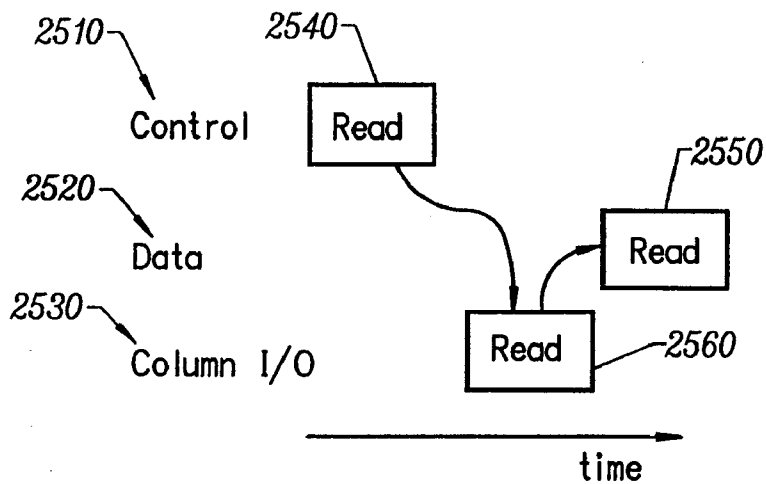 2510
2540
Control
Read
2550
2520
Data
Read
2530
Column I/O
Read
2560
time